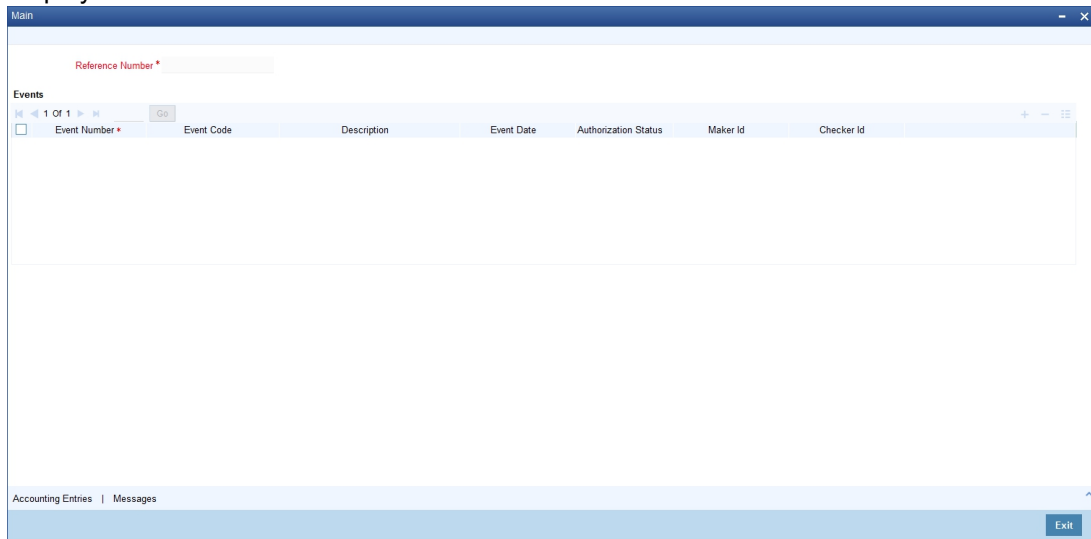 Main
Reference Number *
Events
1 Of 1 Go
Event Number * Event Code Description Event Date Authorization Status Maker Id Checker Id
Accounting Entries | Messages
Exit